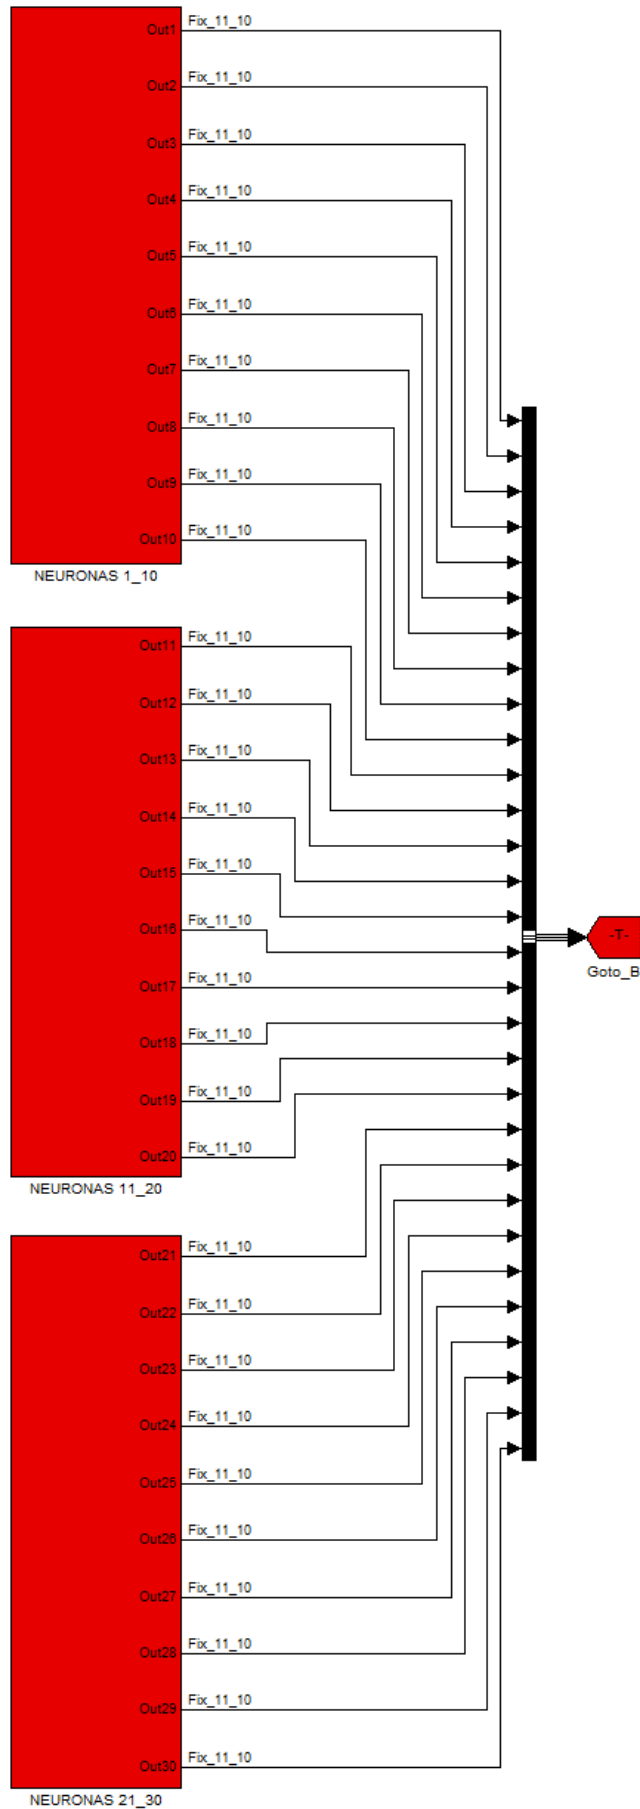 Out1 Fix_11_10
Out2 Fix_11_10
Out3 Fix_11_10
Out4 Fix_11_10
Out5 Fix_11_10
Out6 Fix_11_10
Out7 Fix_11_10
Out8 Fix_11_10
Out9 Fix_11_10
Out10 Fix_11_10
NEURONAS 1_10
Out11 Fix_11_10
Out12 Fix_11_10
Out13 Fix_11_10
Out14 Fix_11_10
Out15 Fix_11_10
Out16 Fix_11_10
-T-
Goto_B
Out17 Fix_11_10
Out18 Fix_11_10
Out19 Fix_11_10
Out20 Fix_11_10
NEURONAS 11_20
Out21 Fix_11_10
Out22 Fix_11_10
Out23 Fix_11_10
Out24 Fix_11_10
Out25 Fix_11_10
Out26 Fix_11_10
Out27 Fix_11_10
Out28 Fix_11_10
Out29 Fix_11_10
Out30 Fix_11_10
NEURONAS 21_30